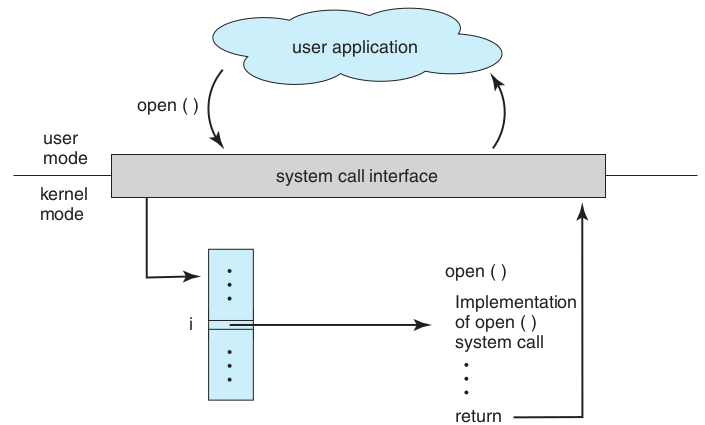 user application
open ( )
user
mode
system call interface
kernel
mode
open ( )
i
Implementation
of open ( )
system call
return